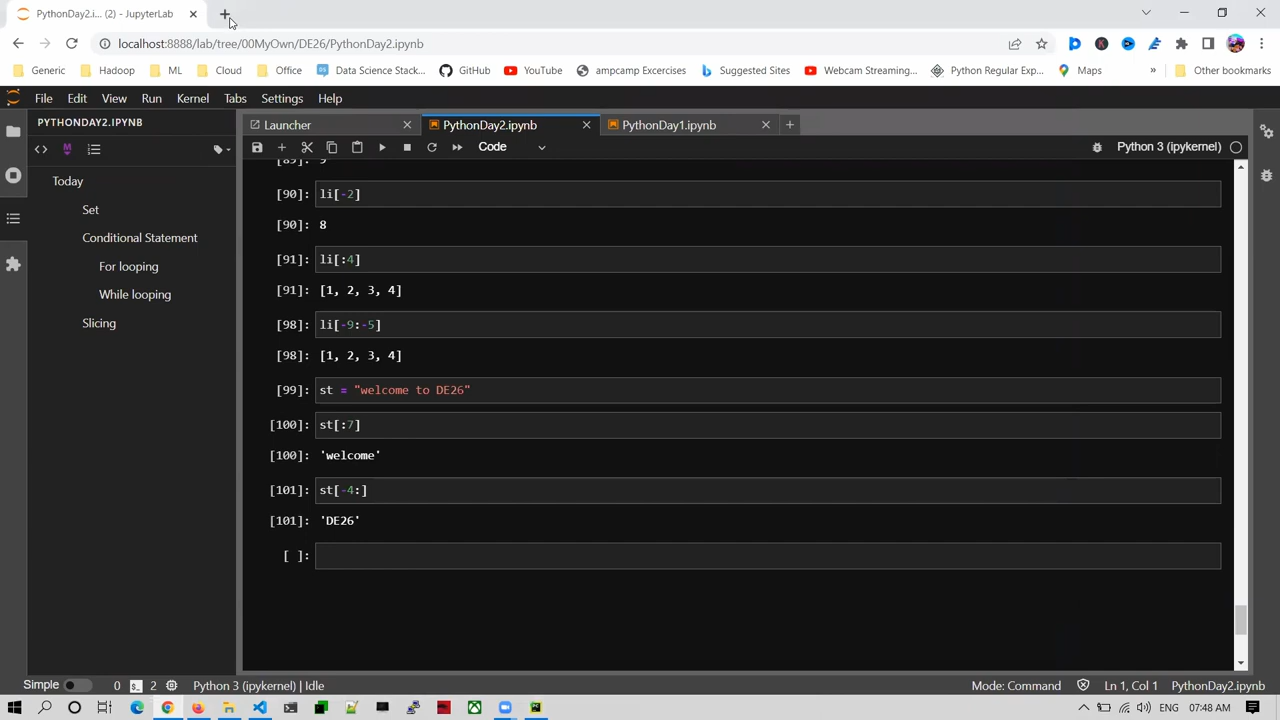 PythonDay2.i... (2) - JupyterLab
localhost:8888/lab/tree/00MyOwn/DE26/PythonDay2.ipynb
Generic Hadoop ML Cloud Office Data Science Stack... GitHub YouTube ampcamp Excercises Suggested Sites Webcam Streaming... Python Regular Exp... Maps » Other bookmarks
File Edit View Run Kernel Tabs Settings Help
PYTHONDAY2.IPYNB
Launcher PythonDay2.ipynb PythonDay1.ipynb
Code Python 3 (ipykernel)
Today
Set
Conditional Statement
For looping
While looping
Slicing
[89]: 9
[90]: li[-2]
[90]: 8
[91]: li[:4]
[91]: [1, 2, 3, 4]
[98]: li[-9:-5]
[98]: [1, 2, 3, 4]
[99]: st = "welcome to DE26"
[100]: st[:7]
[100]: 'welcome'
[101]: st[-4:]
[101]: 'DE26'
[ ]:
Simple 0 2 Python 3 (ipykernel) | Idle Mode: Command Ln 1, Col 1 PythonDay2.ipynb
ENG 07:48 AM